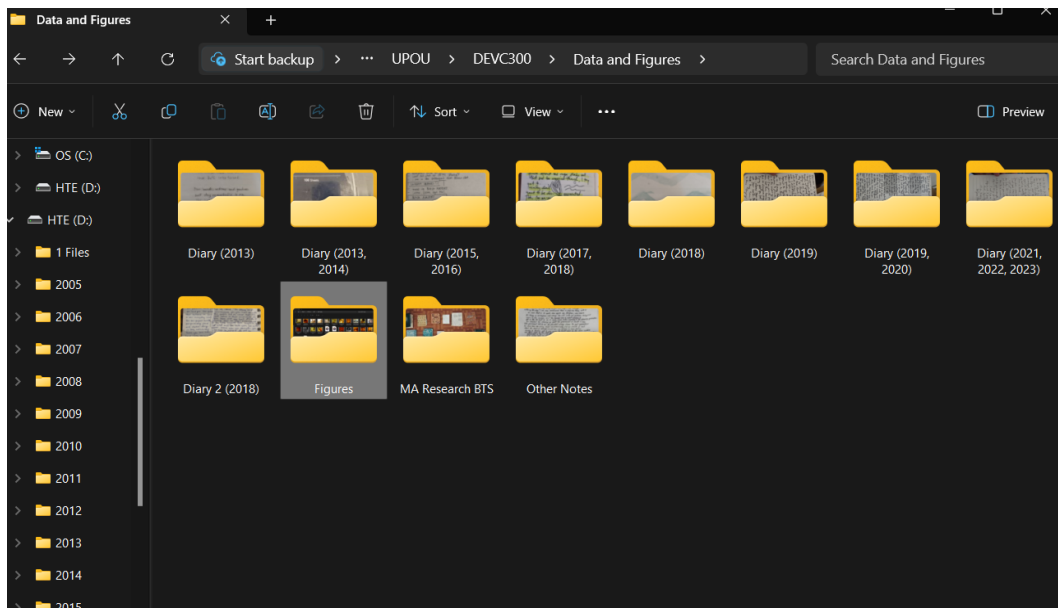 Data and Figures
Start backup > ... UPOU > DEVC300 > Data and Figures >
Search Data and Figures
New
Sort
View
...
Preview
OS (C:)
HTE (D:)
HTE (D:)
1 Files
2005
2006
2007
2008
2009
2010
2011
2012
2013
2014
2015
Diary (2013)
Diary (2013,
2014)
Diary (2015,
2016)
Diary (2017,
2018)
Diary (2018)
Diary (2019)
Diary (2019,
2020)
Diary (2021,
2022, 2023)
Diary 2 (2018)
Figures
MA Research BTS
Other Notes